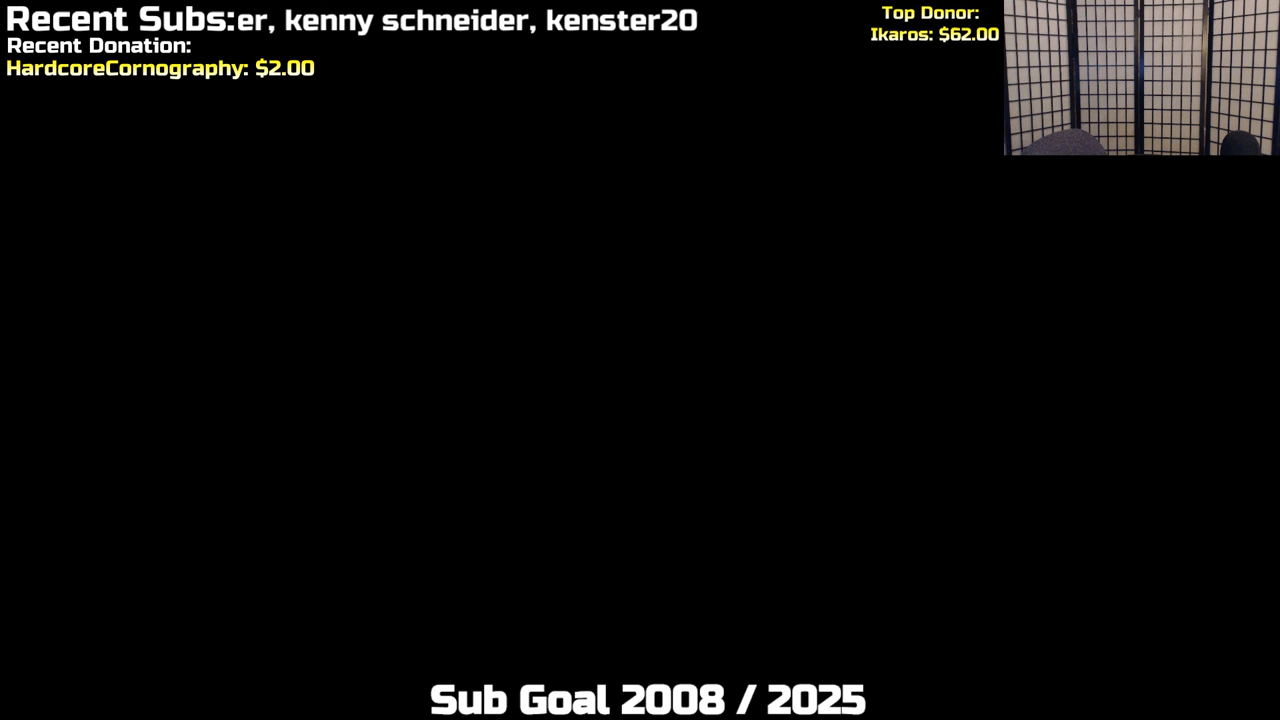 Recent Subs:er, kenny schneider, kenster20
Recent Donation:
HardcoreCornography: $2.00
Top Donor:
Ikaros: $62.00
Sub Goal 2008 / 2025